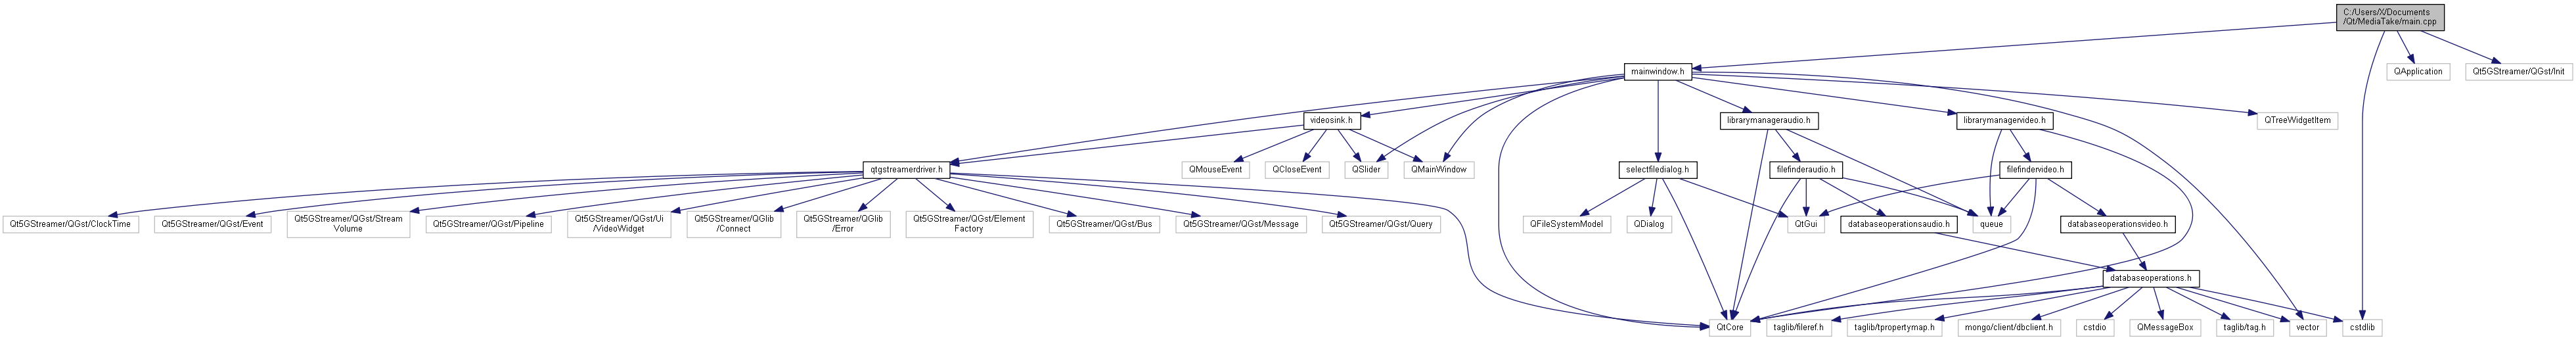 C:/Users/X/Documents
/Qt/MediaTake/main.cpp
mainwindow.h
QApplication
Qt5GStreamer/QGst/Init
videosink.h
librarymanageraudio.h
librarymanagervideo.h
QTreeWidgetItem
qtgstreamerdriver.h
QMouseEvent
QCloseEvent
QSlider
QMainWindow
selectfiledialog.h
filefinderaudio.h
filefindervideo.h
Qt5GStreamer/QGst/ClockTime
Qt5GStreamer/QGst/Event
Qt5GStreamer/QGst/Stream
Volume
Qt5GStreamer/QGst/Pipeline
Qt5GStreamer/QGst/Ui
/VideoWidget
Qt5GStreamer/QGlib
/Connect
Qt5GStreamer/QGlib
/Error
Qt5GStreamer/QGst/Element
Factory
Qt5GStreamer/QGst/Bus
Qt5GStreamer/QGst/Message
Qt5GStreamer/QGst/Query
QFileSystemModel
QDialog
QtGui
databaseoperationsaudio.h
queue
databaseoperationsvideo.h
databaseoperations.h
QtCore
taglib/fileref.h
taglib/tpropertymap.h
mongo/client/dbclient.h
cstdio
QMessageBox
taglib/tag.h
vector
cstdlib